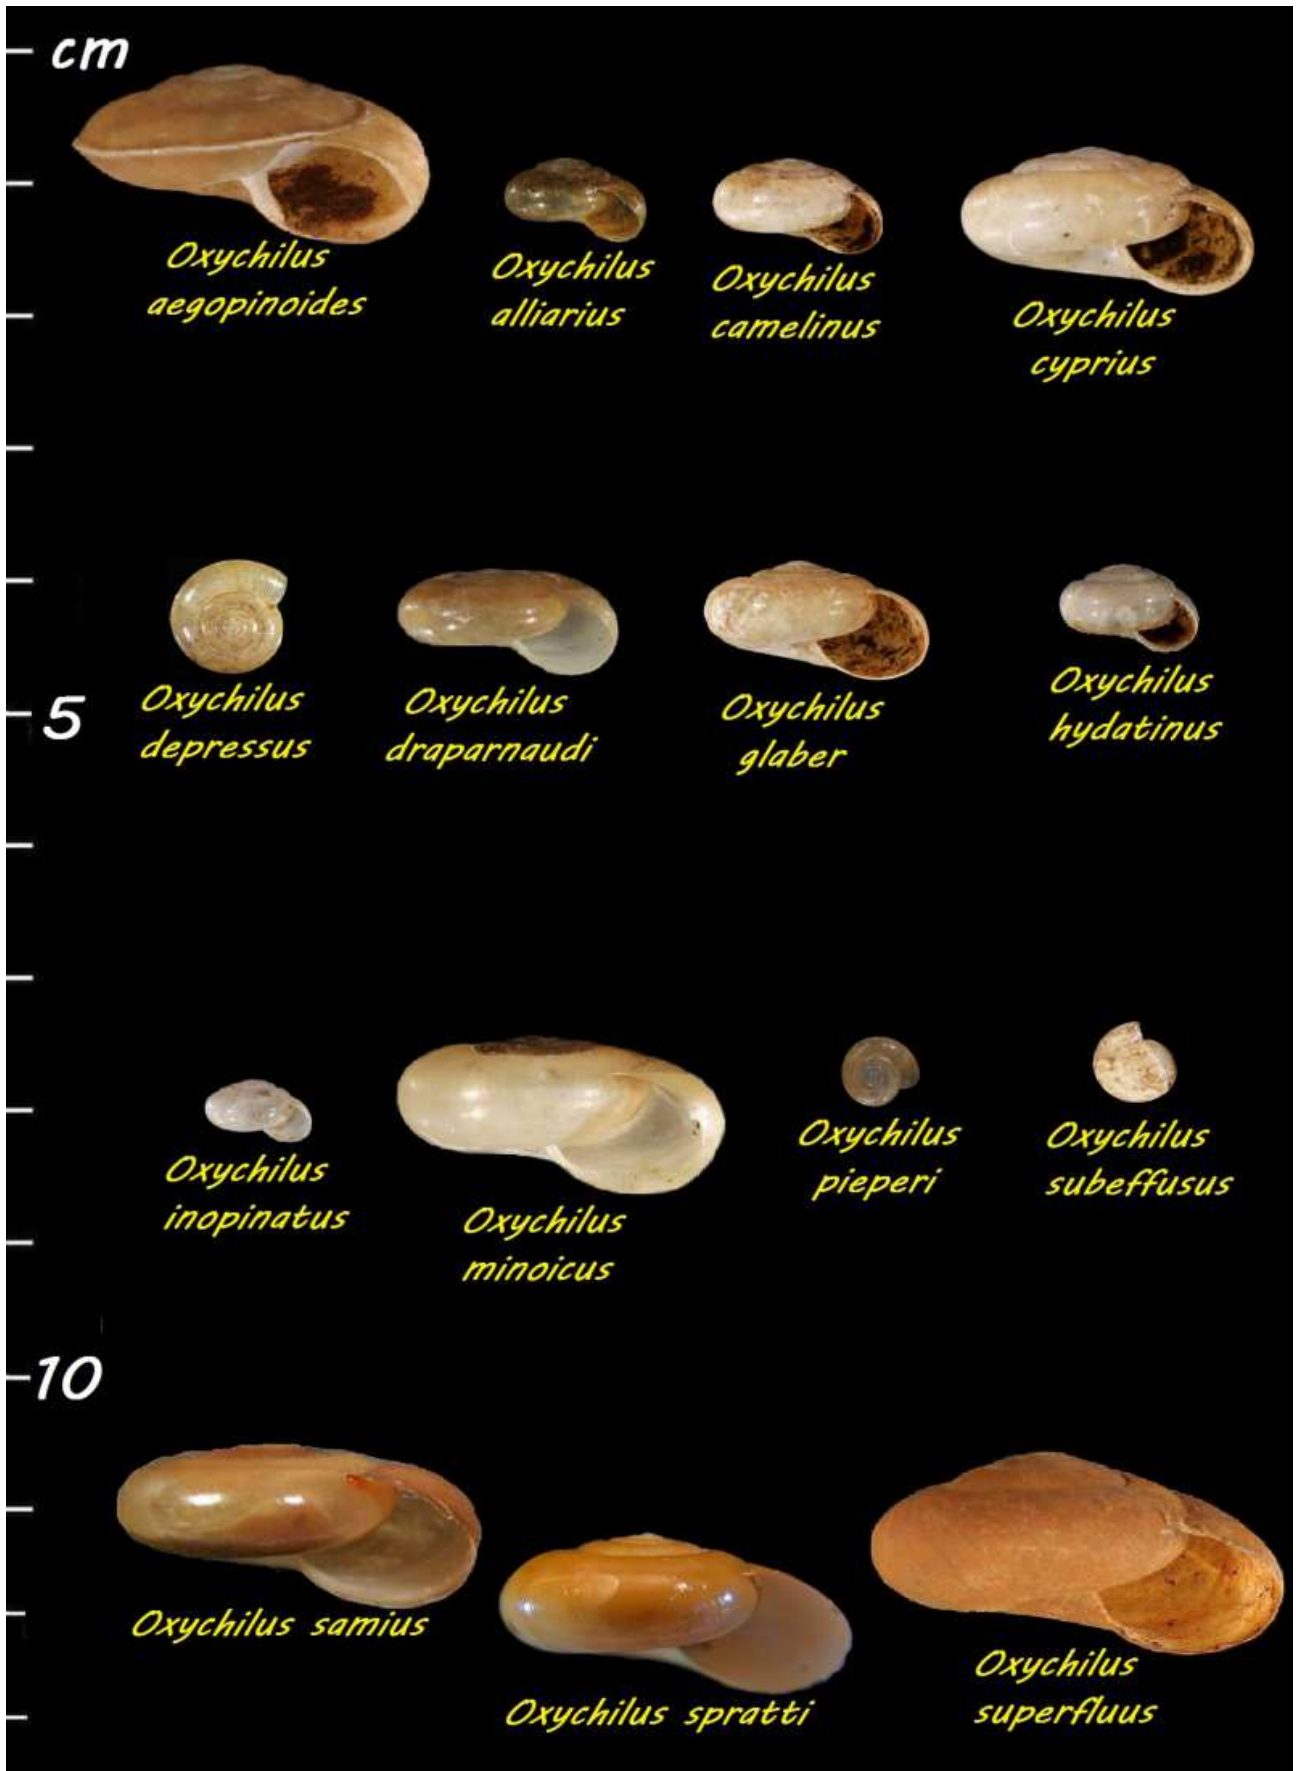 cm
Oxychilus
aegopinoides
Oxychilus
alliarius
Oxychilus
camelinus
Oxychilus
cyprius
Oxychilus
depressus
Oxychilus
draparnaudi
Oxychilus
glaber
Oxychilus
hydatinus
5
Oxychilus
inopinatus
Oxychilus
minoicus
Oxychilus
pieperi
Oxychilus
subeffusus
10
Oxychilus samius
Oxychilus spratti
Oxychilus
superfluus